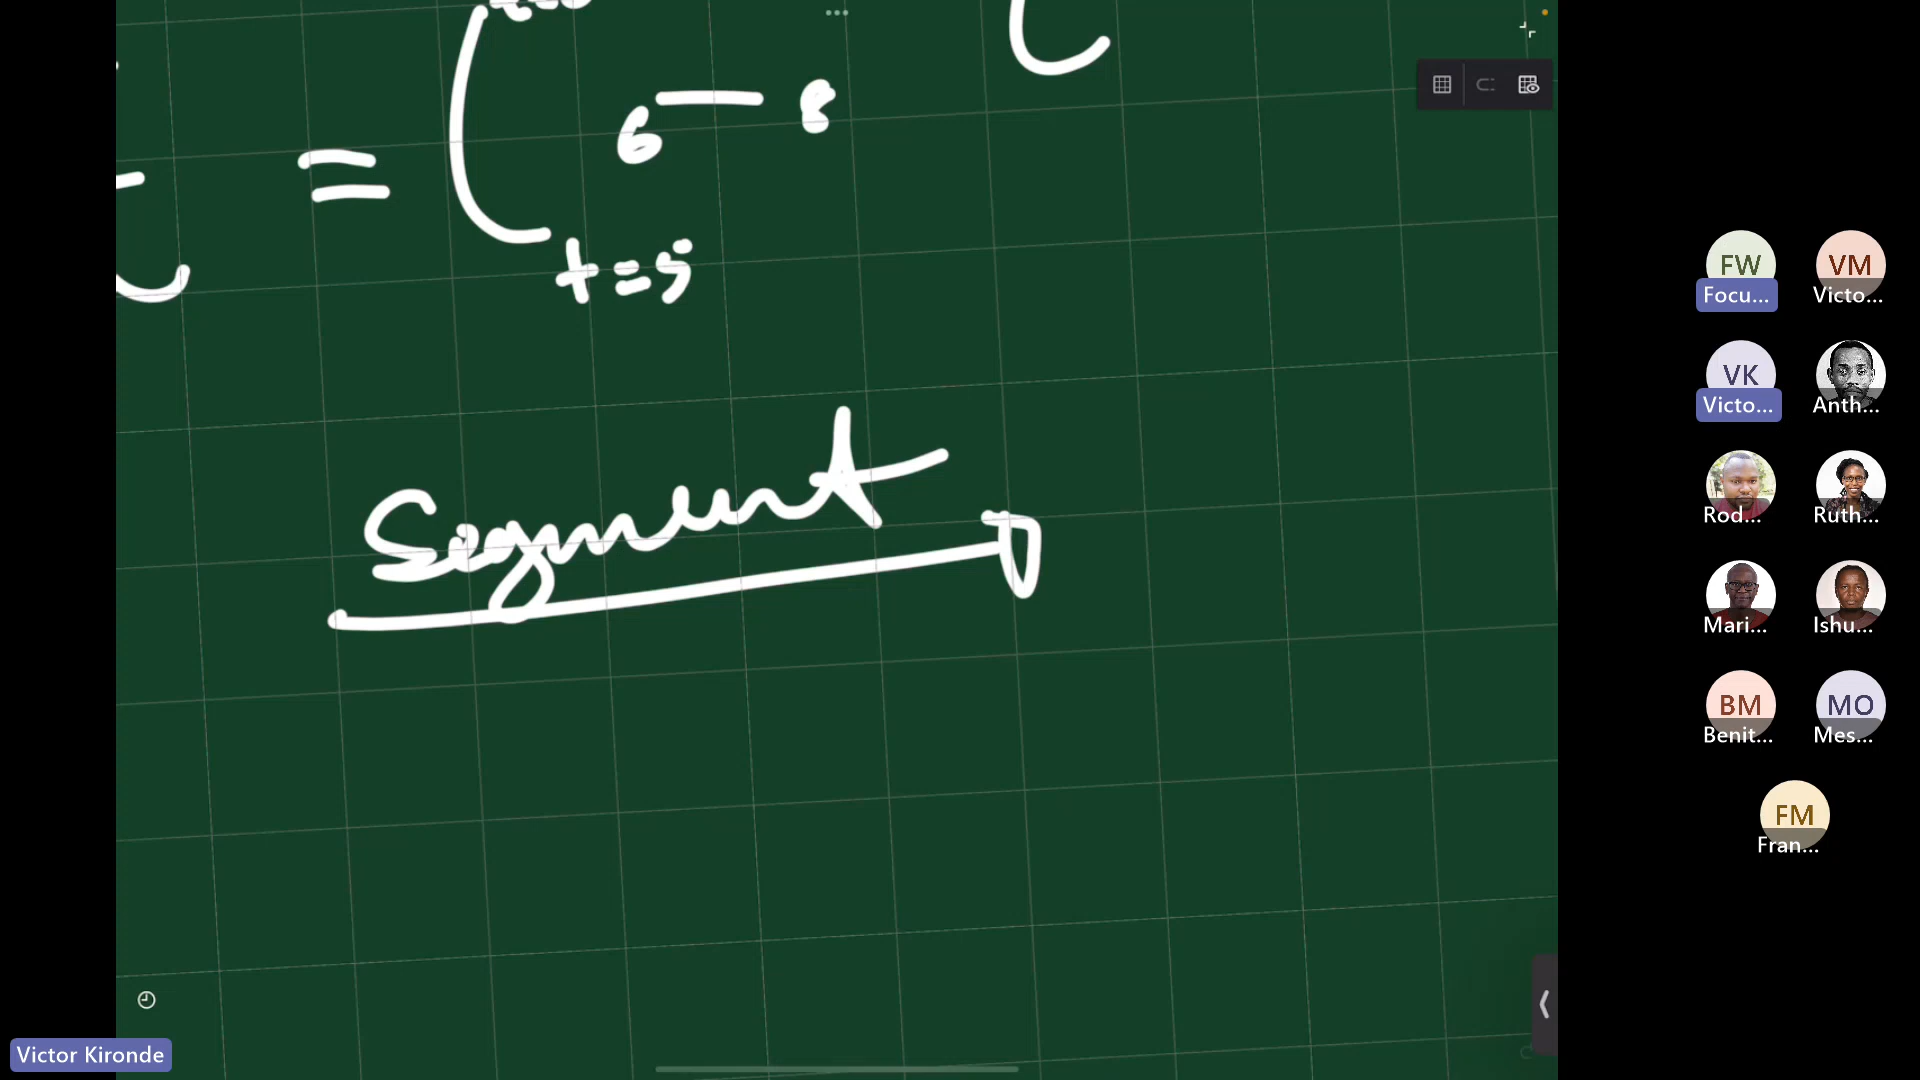 6 — 8
=
t=5
Segment
FW
Focu...
VM
Victo...
VK
Victo...
Anth...
Rod...
Ruth...
Mari...
Ishu...
BM
Benit...
MO
Mes...
FM
Fran...
Victor Kironde